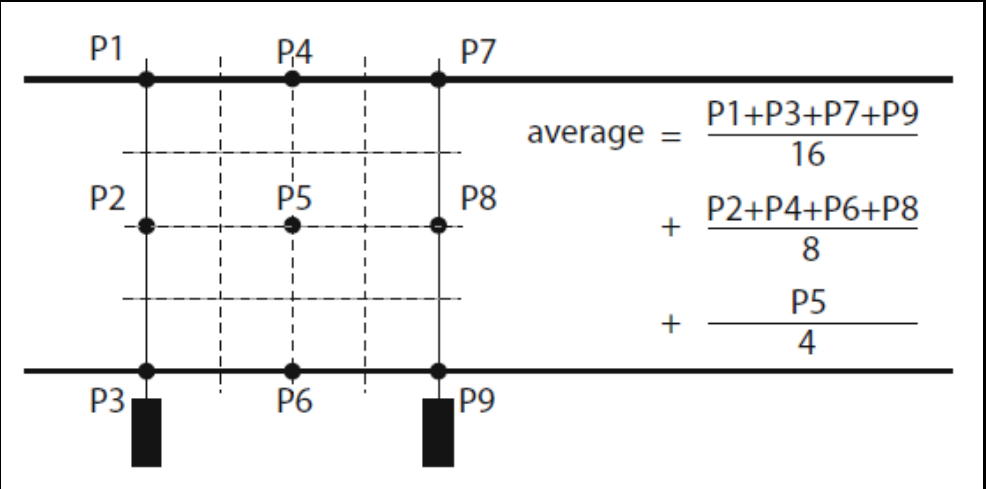 P1 P4 P7
average = P1+P3+P7+P9
16
P2 P5 P8
+ P2+P4+P6+P8
8
+ P5
4
P3 P6 P9